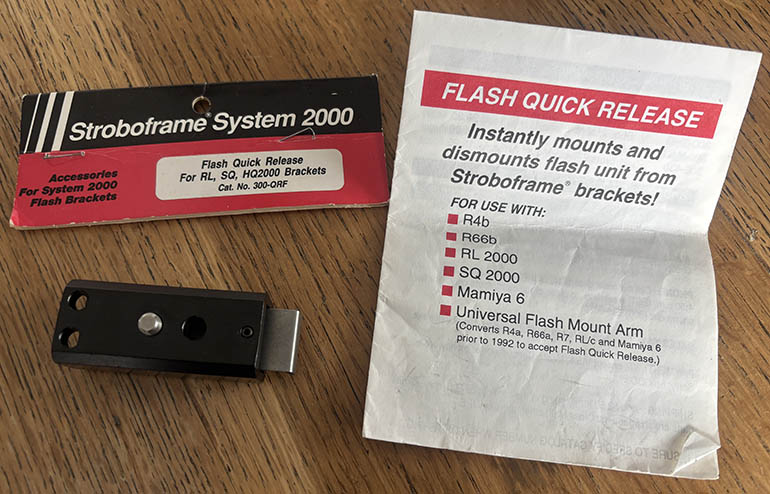 Stroboframe® System 2000
Accessories
For System 2000
Flash Brackets
Flash Quick Release
For RL, SQ, HQ2000 Brackets
Cat. No. 300-QRF
FLASH QUICK RELEASE
Instantly mounts and
dismounts flash unit from
Stroboframe® brackets!
FOR USE WITH:
R4b
R66b
RL 2000
SQ 2000
Mamiya 6
Universal Flash Mount Arm
(Converts R4a, R66a, R7, RL/c and Mamiya 6
prior to 1992 to accept Flash Quick Release.)